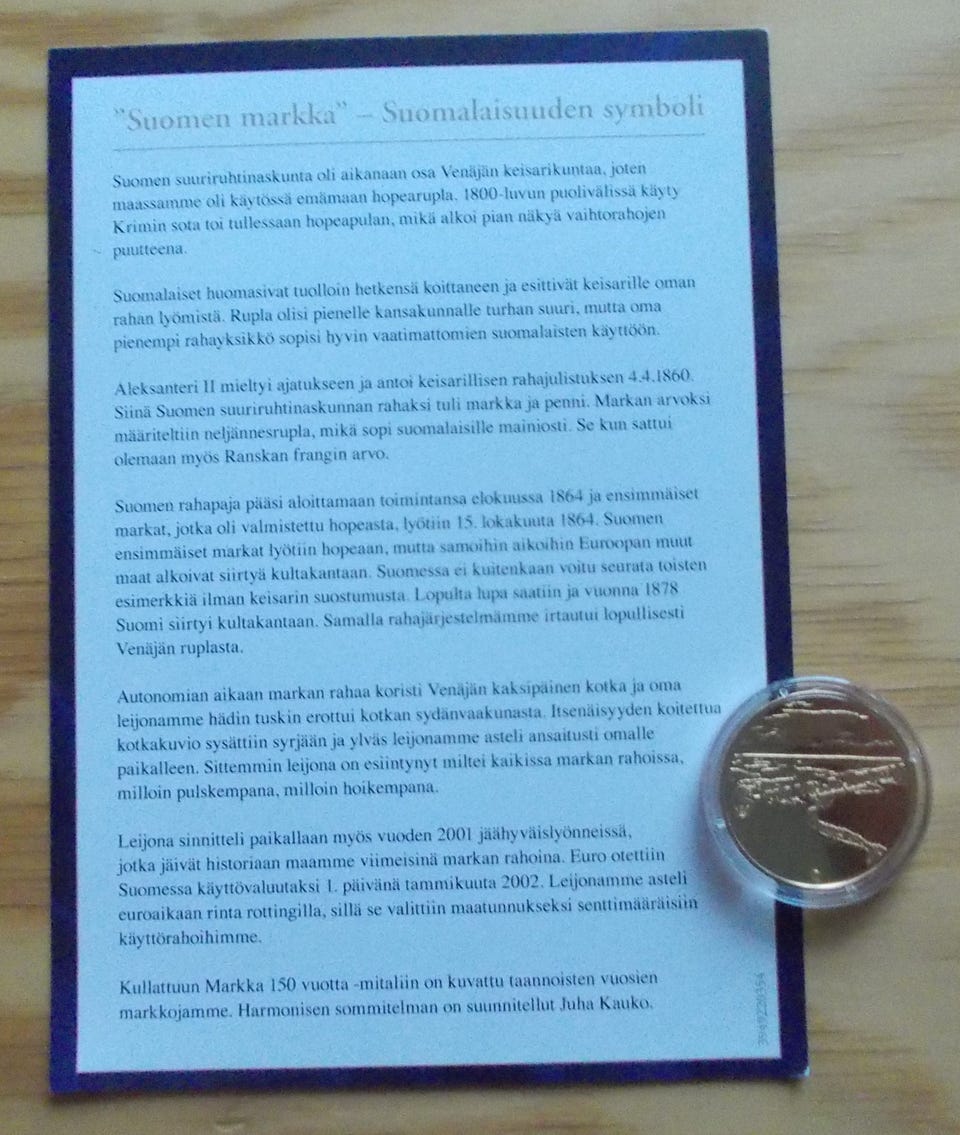 "Suomen markka" – Suomalaisuuden symboli
Suomen suuriruhtinaskunta oli aikanaan osa Venäjän keisarikuntaa, joten
maassamme oli käytössä emämaan hopearupla. 1800-luvun puolivälissä käyty
Krimin sota toi tullessaan hopeapulan, mikä alkoi pian näkyä vaihtorahojen
puutteena.
Suomalaiset huomasivat tuolloin hetkensä koittaneen ja esittivät keisarille oman
rahan lyömistä. Rupla olisi pienelle kansakunnalle turhan suuri, mutta oma
pienempi rahayksikkö sopisi hyvin vaatimattomien suomalaisten käyttöön.
Aleksanteri II mieltyi ajatukseen ja antoi keisarillisen rahajulistuksen 4.4.1860.
Siinä Suomen suuriruhtinaskunnan rahaksi tuli markka ja penni. Markan arvoksi
määriteltiin neljännesrupla, mikä sopi suomalaisille mainiosti. Se kun sattui
olemaan myös Ranskan frangin arvo.
Suomen rahapaja pääsi aloittamaan toimintansa elokuussa 1864 ja ensimmäiset
markat, jotka oli valmistettu hopeasta, lyötiin 15. lokakuuta 1864. Suomen
ensimmäiset markat lyötiin hopeaan, mutta samoihin aikoihin Euroopan muut
maat alkoivat siirtyä kultakantaan. Suomessa ei kuitenkaan voitu seurata toisten
esimerkkiä ilman keisarin suostumusta. Lopulta lupa saatiin ja vuonna 1878
Suomi siirtyi kultakantaan. Samalla rahajärjestelmämme irtautui lopullisesti
Venäjän ruplasta.
Autonomian aikaan markan rahaa koristi Venäjän kaksipäinen kotka ja oma
leijonamme hädin tuskin erottui kotkan sydänvaakunasta. Itsenäisyyden koitettua
kotkakuvio sysättiin syrjään ja ylväs leijonamme asteli ansaitusti omalle
paikalleen. Sittemmin leijona on esiintynyt miltei kaikissa markan rahoissa,
milloin pulskempana, milloin hoikempana.
Leijona sinnitteli paikallaan myös vuoden 2001 jäähyväislyönneissä,
jotka jäivät historiaan maamme viimeisinä markan rahoina. Euro otettiin
Suomessa käyttövaluutaksi 1. päivänä tammikuuta 2002. Leijonamme asteli
euroaikaan rinta rottingilla, sillä se valittiin maatunnukseksi senttimääräisiin
käyttörahoihimme.
Kullattuun Markka 150 vuotta -mitaliin on kuvattu taannoisten vuosien
markkojamme. Harmonisen sommitelman on suunnitellut Juha Kauko.